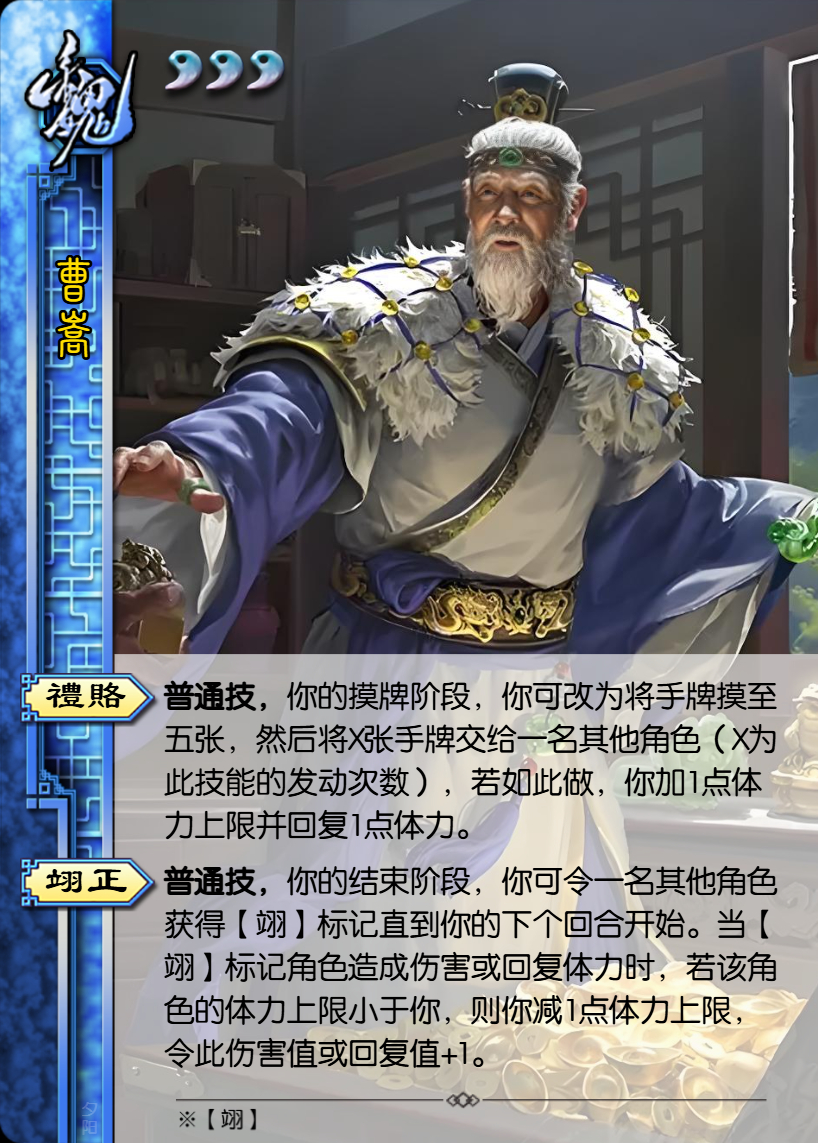 魏
曹嵩
禮賂
普通技，你的摸牌阶段，你可改为将手牌摸至
五张，然后将X张手牌交给一名其他角色（X为
此技能的发动次数），若如此做，你加1点体
力上限并回复1点体力。
翊正
普通技，你的结束阶段，你可令一名其他角色
获得【翊】标记直到你的下个回合开始。当【
翊】标记角色造成伤害或回复体力时，若该角
色的体力上限小于你，则你减1点体力上限，
令此伤害值或回复值+1。
※【翊】
夕阳